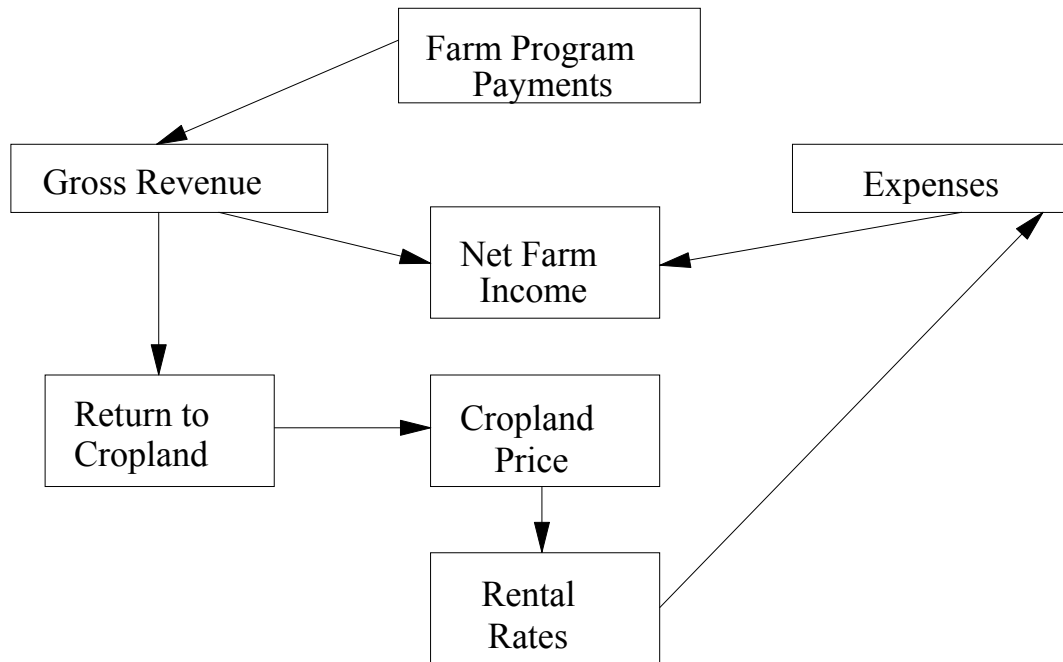 Farm Program
Payments
Gross Revenue
Expenses
Net Farm
Income
Return to
Cropland
Cropland
Price
Rental
Rates